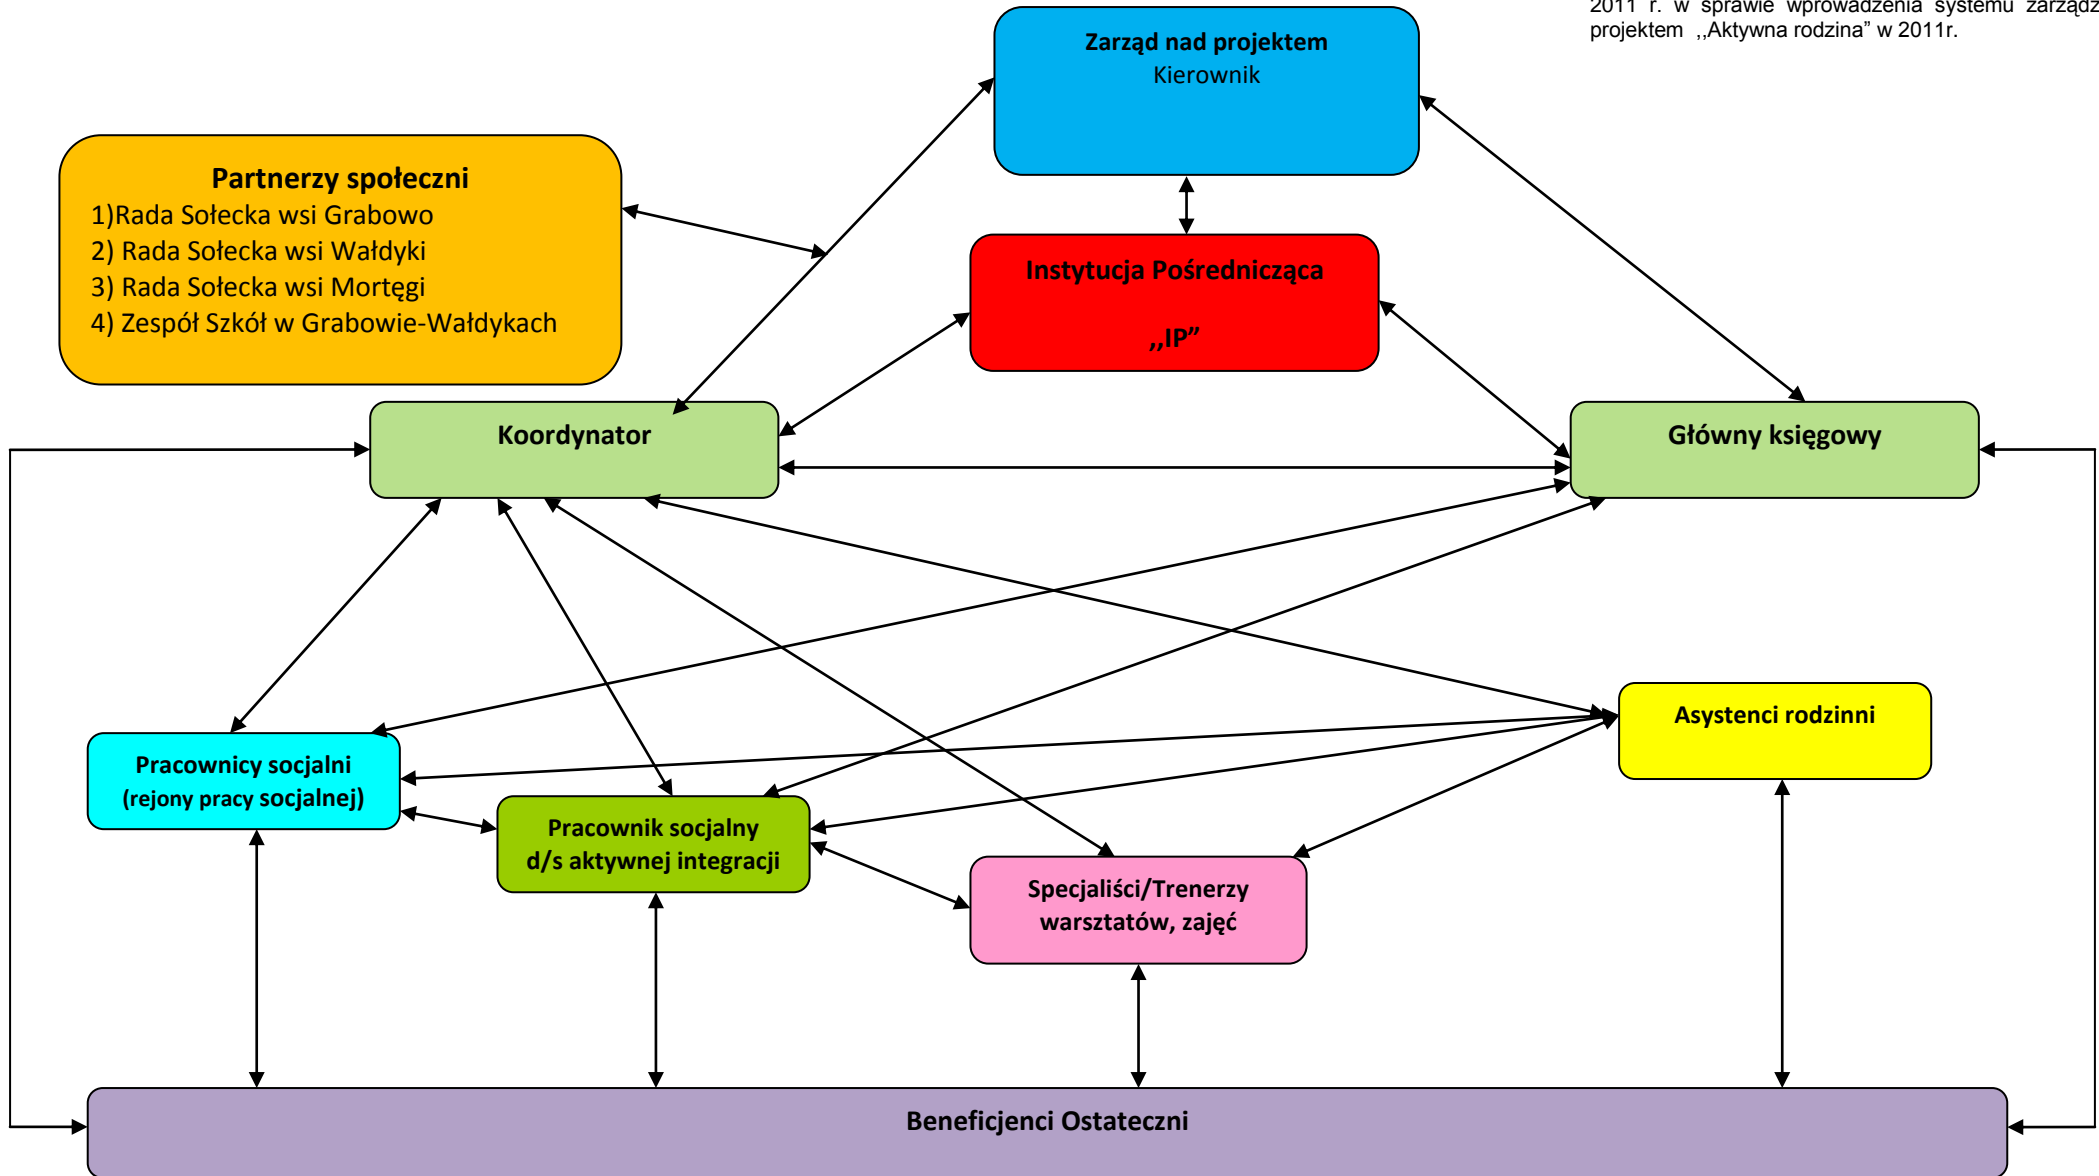 2011 r. w sprawie wprowadzenia systemu zarządz
projektem ,,Aktywna rodzina” w 2011r.
Zarząd nad projektem
Kierownik
Partnerzy społeczni
1)Rada Sołecka wsi Grabowo
2) Rada Sołecka wsi Wałdyki
3) Rada Sołecka wsi Mortęgi
4) Zespół Szkół w Grabowie-Wałdykach
Instytucja Pośrednicząca
,,IP”
Koordynator
Główny księgowy
Asystenci rodzinni
Pracownicy socjalni
(rejony pracy socjalnej)
Pracownik socjalny
d/s aktywnej integracji
Specjaliści/Trenerzy
warsztatów, zajęć
Beneficjenci Ostateczni